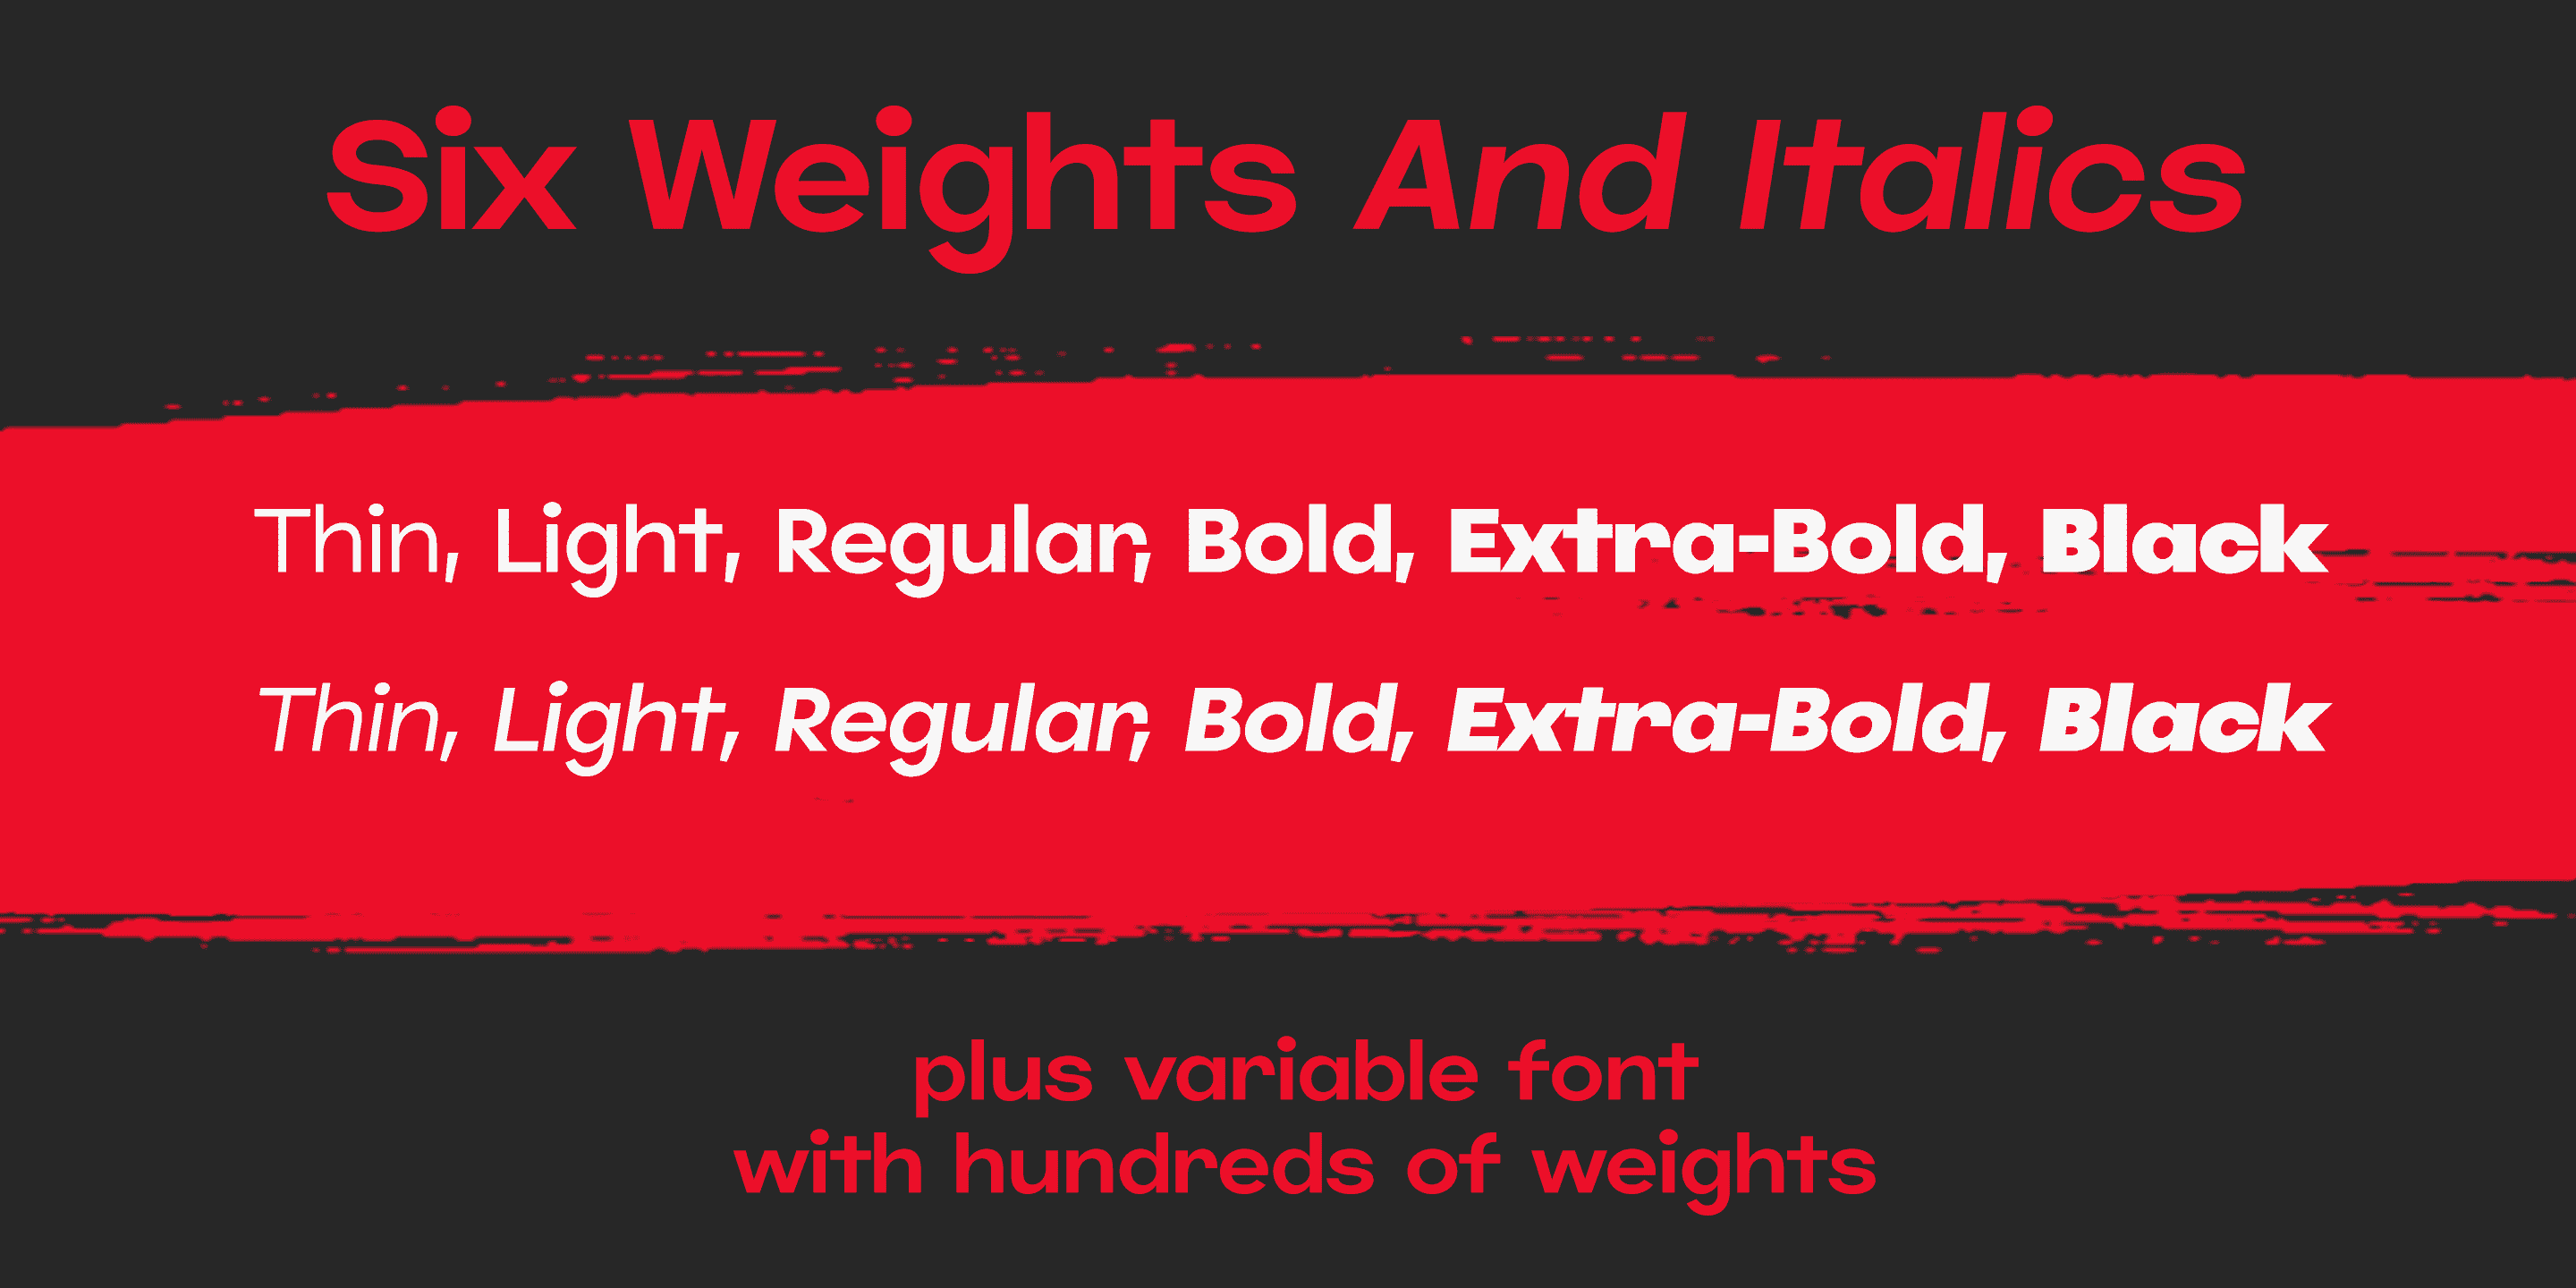 Six Weights And Italics
Thin, Light, Regular, Bold, Extra-Bold, Black
Thin, Light, Regular, Bold, Extra-Bold, Black
plus variable font
with hundreds of weights